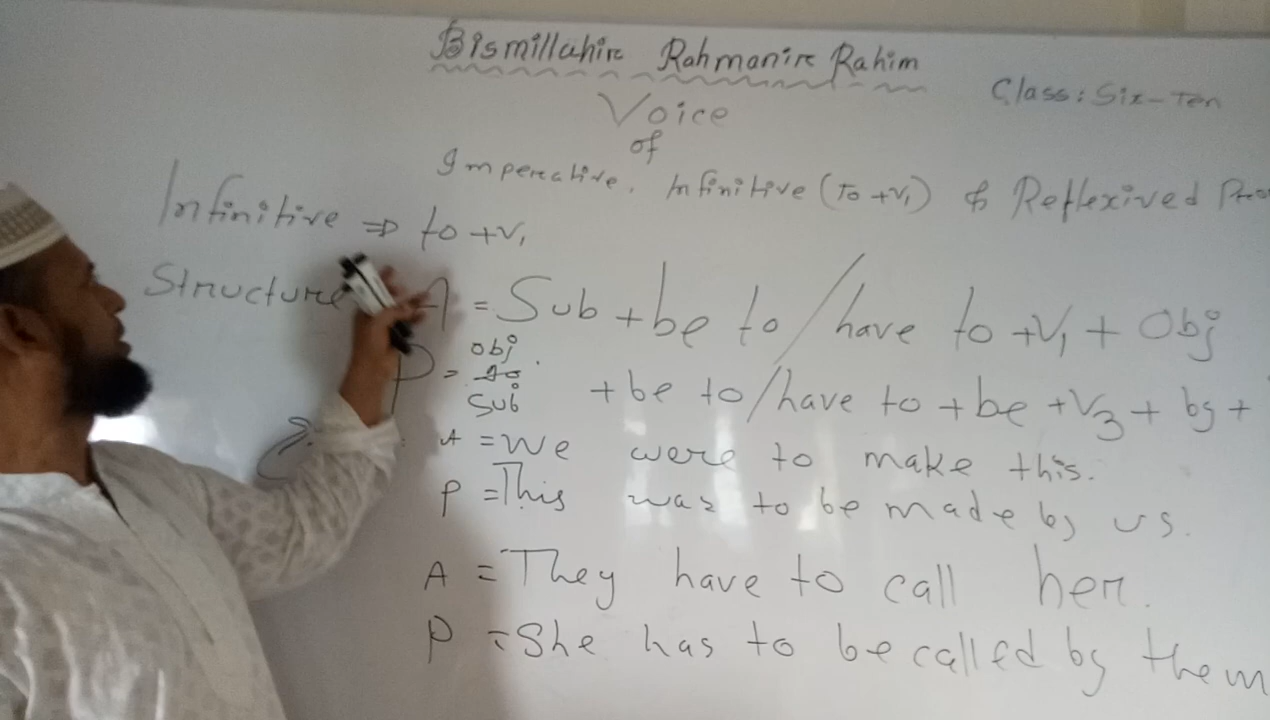 Bismillahir Rahmanir Rahim
Class: Six-Ten
Voice
of
Imperative, Infinitive (To +V1) & Reflexived
Infinitive ⇒ to +V1
Structure A = Sub + be to / have to +V1 + Obj
P = obj sub + be to / have to + be +V3 + by +
A = We were to make this.
P = This was to be made by us.
A = They have to call her.
P = She has to be called by them